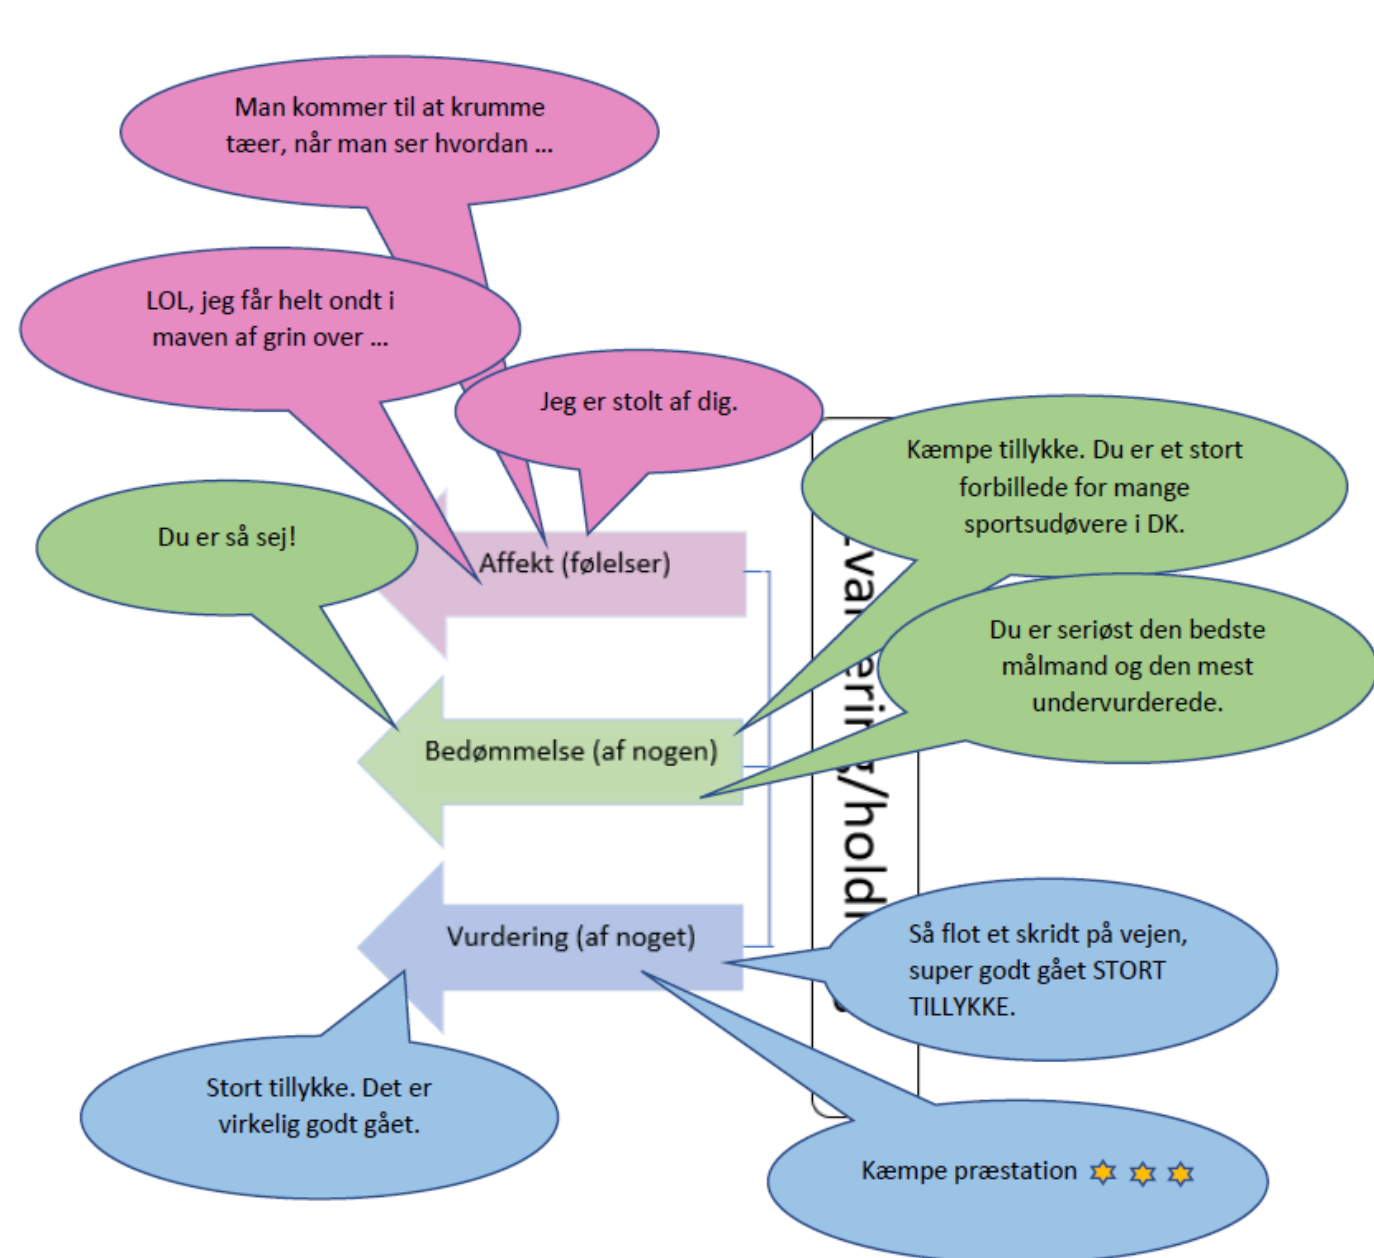 Man kommer til at krumme
tæer, når man ser hvordan ...
LOL, jeg får helt ondt i
maven af grin over ...
Jeg er stolt af dig.
Kæmpe tillykke. Du er et stort
forbillede for mange
sportsudøvere i DK.
Du er så sej!
Affekt (følelser)
Du er seriøst den bedste
målmand og den mest
undervurderede.
Bedømmelse (af nogen)
Vurdering (af noget)
Så flot et skridt på vejen,
super godt gået STORT
TILLYKKE.
Stort tillykke. Det er
virkelig godt gået.
Kæmpe præstation